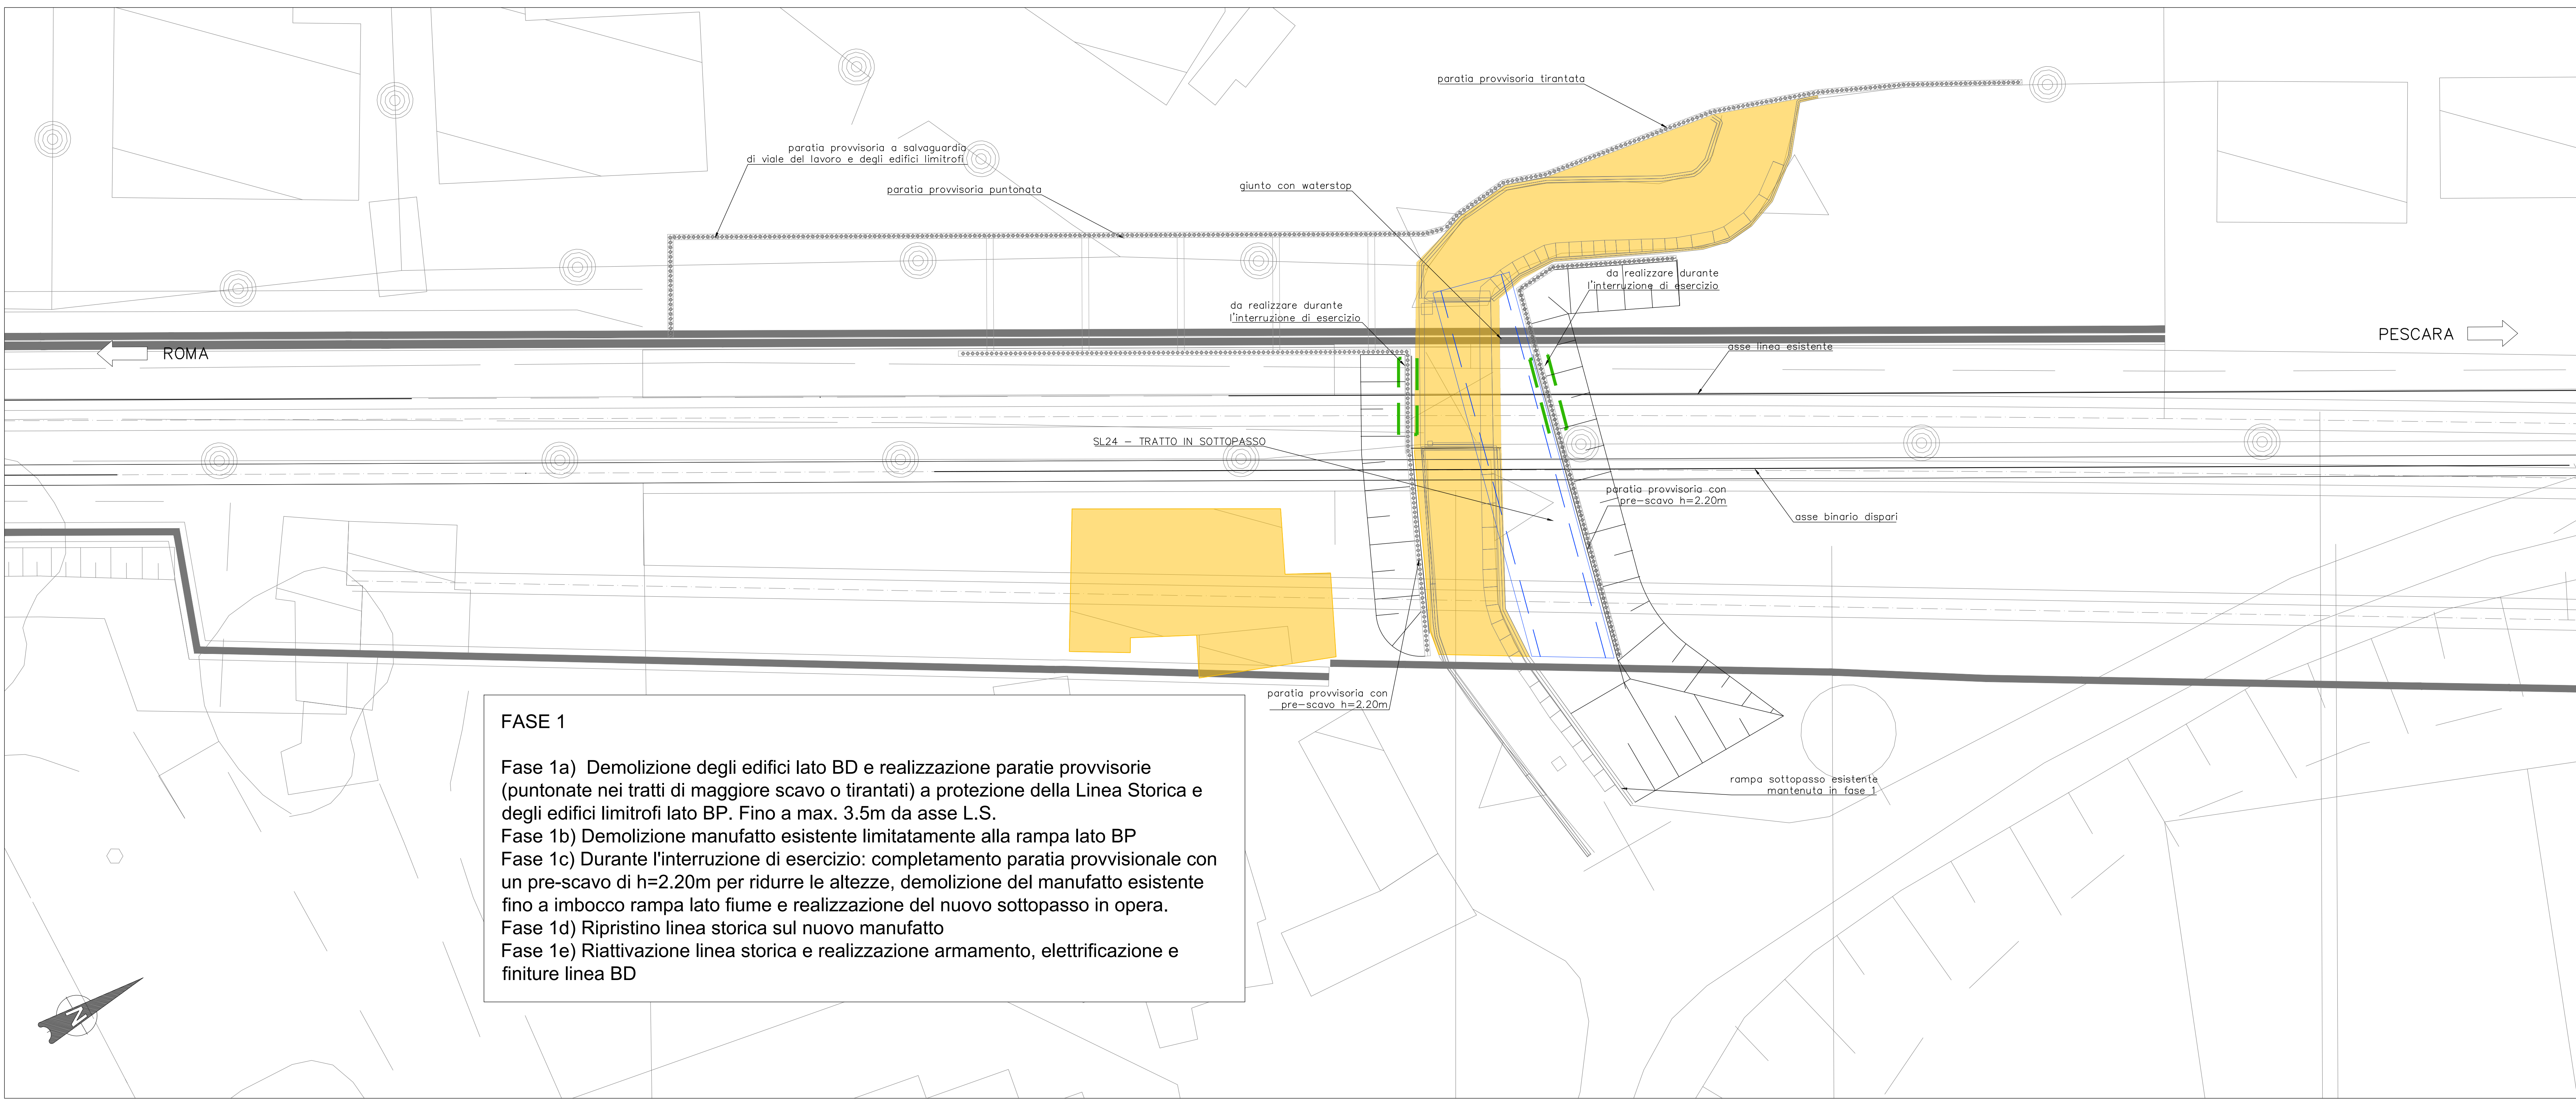 paratia provvisoria tirantata
paratia provvisoria a salvaguardia
di viale del lavoro e degli edifici limitrofi
paratia provvisoria puntonata
giunto con waterstop
da realizzare durante
l'interruzione di esercizio
da realizzare durante
l'interruzione di esercizio
ROMA
PESCARA
asse linea esistente
SL24 – TRATTO IN SOTTOPASSO
paratia provvisoria con
pre-scavo h=2.20m
asse binario dispari
paratia provvisoria con
pre-scavo h=2.20m
rampa sottopasso esistente
mantenuta in fase 1
FASE 1
Fase 1a) Demolizione degli edifici lato BD e realizzazione paratie provvisorie
(puntonate nei tratti di maggiore scavo o tirantati) a protezione della Linea Storica e
degli edifici limitrofi lato BP. Fino a max. 3.5m da asse L.S.
Fase 1b) Demolizione manufatto esistente limitatamente alla rampa lato BP
Fase 1c) Durante l'interruzione di esercizio: completamento paratia provvisionale con
un pre-scavo di h=2.20m per ridurre le altezze, demolizione del manufatto esistente
fino a imbocco rampa lato fiume e realizzazione del nuovo sottopasso in opera.
Fase 1d) Ripristino linea storica sul nuovo manufatto
Fase 1e) Riattivazione linea storica e realizzazione armamento, elettrificazione e
finiture linea BD
N